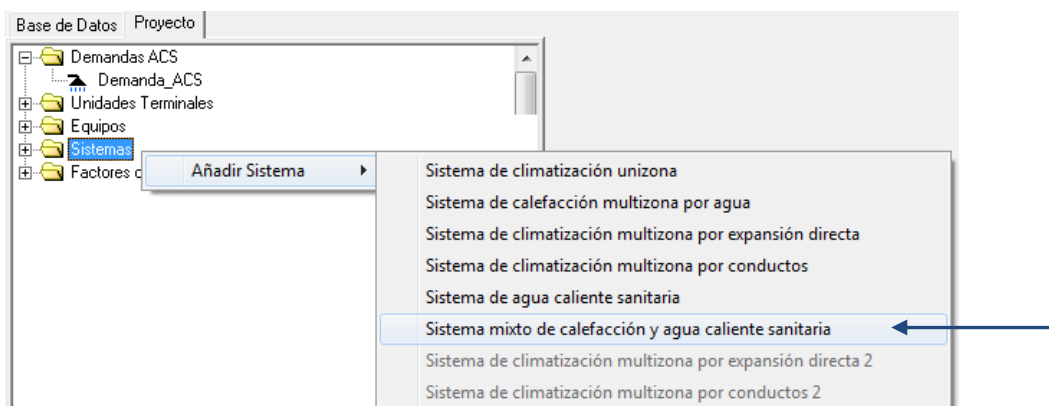 Base de Datos Proyecto
Demandas ACS
Demanda_ACS
Unidades Terminales
Equipos
Sistemas
Factores
Añadir Sistema
Sistema de climatización unizona
Sistema de calefacción multizona por agua
Sistema de climatización multizona por expansión directa
Sistema de climatización multizona por conductos
Sistema de agua caliente sanitaria
Sistema mixto de calefacción y agua caliente sanitaria
Sistema de climatización multizona por expansión directa 2
Sistema de climatización multizona por conductos 2